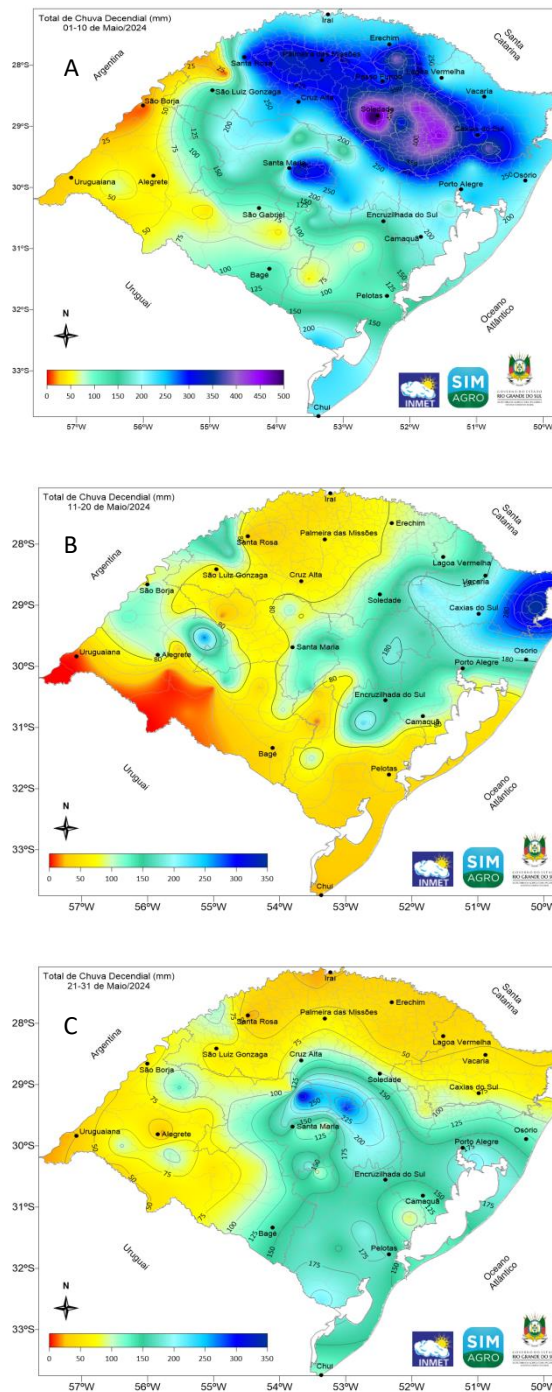 Total de Chuva Decendial (mm)
01-10 de Maio/2024
A
Argentina
Santa Catarina
Iraí
Erechim
Santa Rosa
Palmeira das Missões
Lagoa Vermelha
Passo Fundo
São Luiz Gonzaga
Vacaria
São Borja
Cruz Alta
Soledade
Caxias do Sul
Santa Maria
Uruguaiana
Alegrete
Osório
Porto Alegre
São Gabriel
Encruzilhada do Sul
Camaquã
Bagé
Pelotas
Uruguai
Oceano Atlântico
Chuí
N
28°S
29°S
30°S
31°S
32°S
33°S
0 50 100 150 200 250 300 350 400 450 500
INMET
SIM
AGRO
RIO GRANDE DO SUL
57°W 56°W 55°W 54°W 53°W 52°W 51°W 50°W
Total de Chuva Decendial (mm)
11-20 de Maio/2024
B
Argentina
Santa Catarina
Iraí
Erechim
Santa Rosa
Palmeira das Missões
Lagoa Vermelha
São Luiz Gonzaga
Vacaria
Cruz Alta
São Borja
Soledade
Caxias do Sul
Santa Maria
Uruguaiana
Alegrete
Osório
Porto Alegre
Encruzilhada do Sul
Camaquã
Bagé
Pelotas
Uruguai
Oceano Atlântico
Chuí
N
28°S
29°S
30°S
31°S
32°S
33°S
0 50 100 150 200 250 300 350
INMET
SIM
AGRO
57°W 56°W 55°W 54°W 53°W 52°W 51°W 50°W
Total de Chuva Decendial (mm)
21-31 de Maio/2024
C
Argentina
Santa Catarina
Iraí
Erechim
Santa Rosa
Palmeira das Missões
Lagoa Vermelha
São Luiz Gonzaga
Cruz Alta
Vacaria
São Borja
Soledade
Caxias do Sul
Santa Maria
Uruguaiana
Alegrete
Osório
Porto Alegre
Encruzilhada do Sul
Camaquã
Bagé
Pelotas
Uruguai
Oceano Atlântico
Chuí
N
28°S
29°S
30°S
31°S
32°S
33°S
0 50 100 150 200 250 300 350
INMET
SIM
AGRO
57°W 56°W 55°W 54°W 53°W 52°W 51°W 50°W